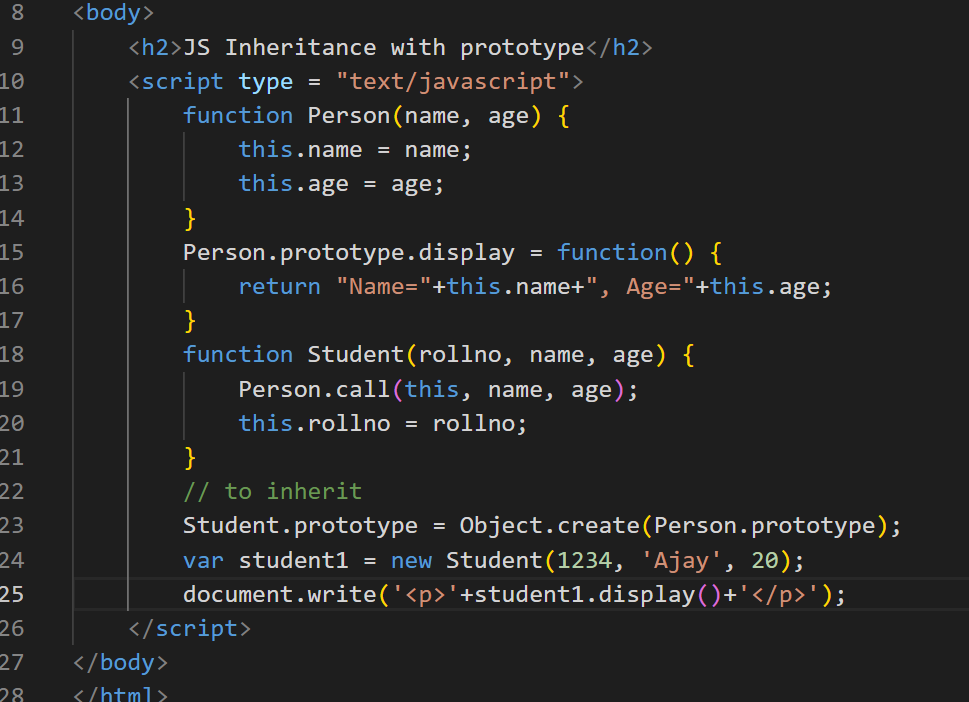 8 <body>
9 <h2>JS Inheritance with prototype</h2>
10 <script type = "text/javascript">
11 function Person(name, age) {
12 this.name = name;
13 this.age = age;
14 }
15 Person.prototype.display = function() {
16 return "Name="+this.name+", Age="+this.age;
17 }
18 function Student(rollno, name, age) {
19 Person.call(this, name, age);
20 this.rollno = rollno;
21 }
22 // to inherit
23 Student.prototype = Object.create(Person.prototype);
24 var student1 = new Student(1234, 'Ajay', 20);
25 document.write('<p>'+student1.display()+'</p>');
26 </script>
27 </body>
28 </html>